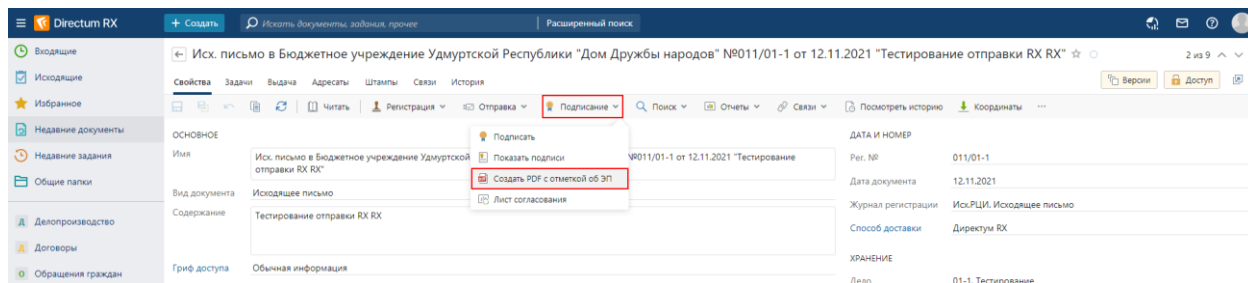 Directum RX
+ Создать
Искать документы, задания, прочее
Расширенный поиск
Входящие
Исходящие
Избранное
Недавние документы
Недавние задания
Общие папки
Д Делопроизводство
Д Договоры
О Обращения граждан
Исх. письмо в Бюджетное учреждение Удмуртской Республики "Дом Дружбы народов" №011/01-1 от 12.11.2021 "Тестирование отправки RX RX"
2 из 9
Свойства Задачи Выдача Адресаты Штампы Связи История
Версии Доступ
Читать Регистрация Отправка Подписание Поиск Отчеты Связи Посмотреть историю Координаты ...
Подписать
Показать подписи
Создать PDF с отметкой об ЭП
Лист согласования
ОСНОВНОЕ
Имя Исх. письмо в Бюджетное учреждение Удмуртской №011/01-1 от 12.11.2021 "Тестирование
отправки RX RX"
Вид документа Исходящее письмо
Содержание Тестирование отправки RX RX
Гриф доступа Обычная информация
ДАТА И НОМЕР
Рег. № 011/01-1
Дата документа 12.11.2021
Журнал регистрации Исх.РЦИ. Исходящее письмо
Способ доставки Директум RX
ХРАНЕНИЕ
Дело 01-1. Тестирование